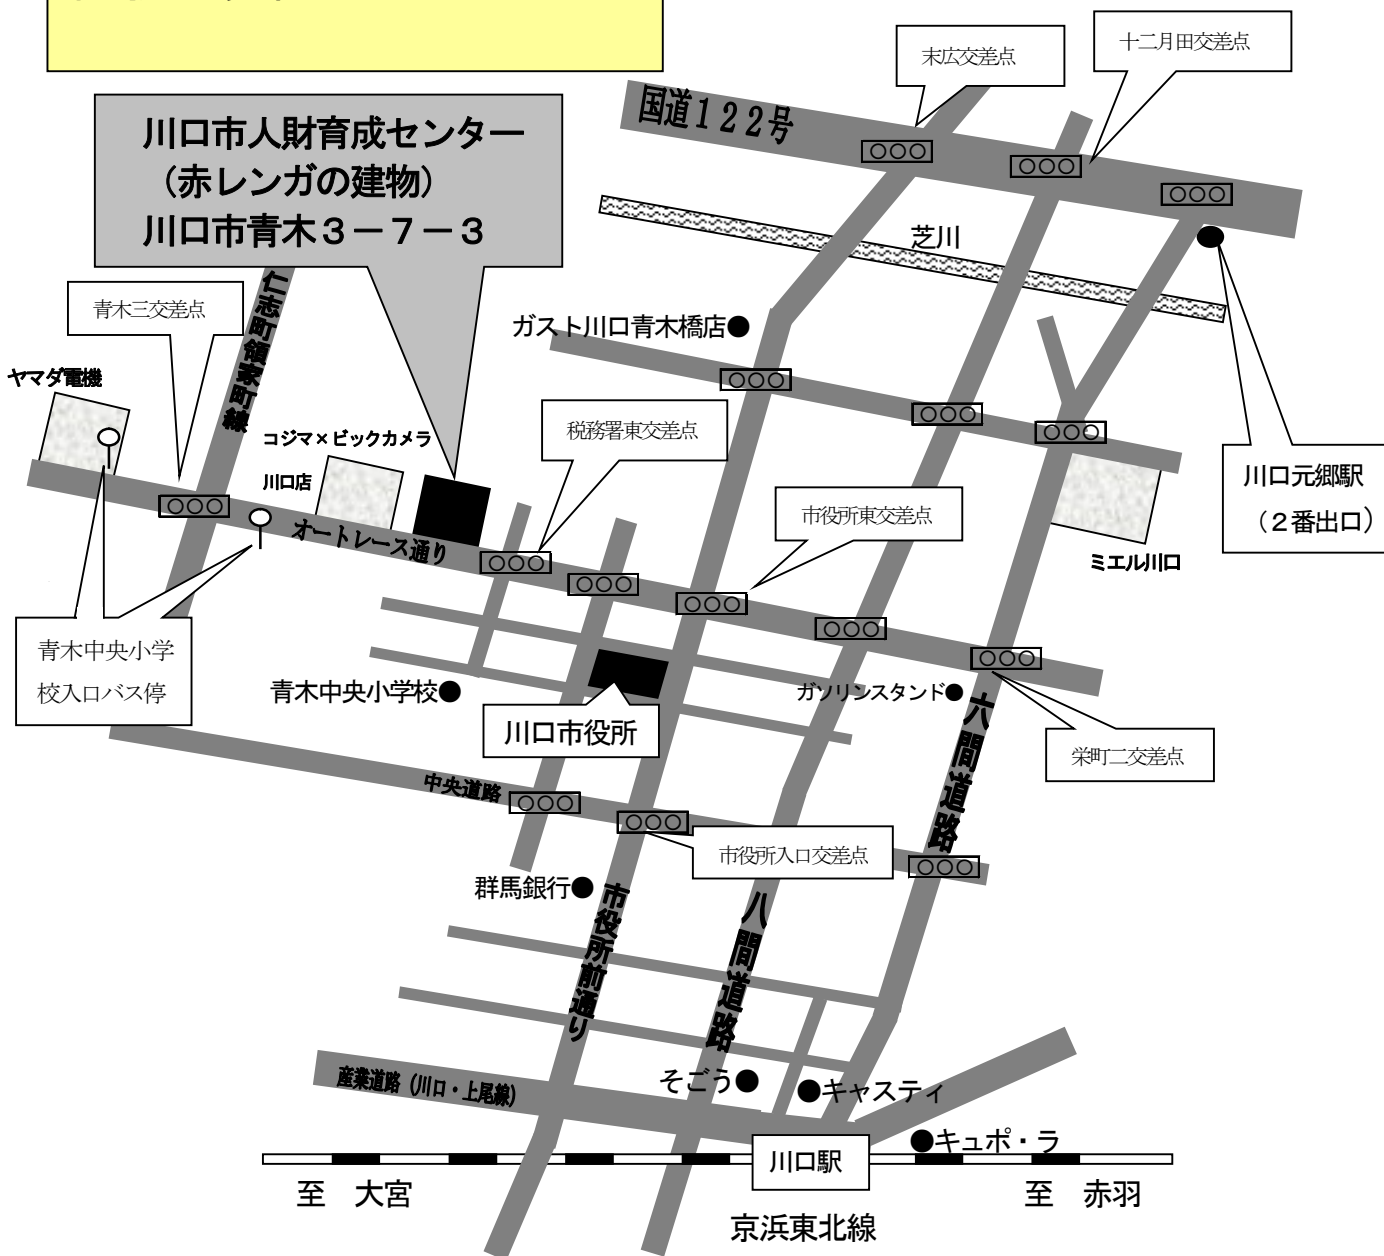 末広交差点
十二月田交差点
国道１２２号
川口市人財育成センター
（赤レンガの建物）
川口市青木３－７－３
芝川
仁志町領家町線
青木三交差点
ガスト川口青木橋店
ヤマダ電機
コジマ×ビックカメラ
川口店
税務署東交差点
川口元郷駅
（２番出口）
市役所東交差点
オートレース通り
ミエル川口
青木中央小学
校入口バス停
青木中央小学校
ガソリンスタンド
六間道路
川口市役所
栄町二交差点
中央道路
市役所入口交差点
群馬銀行
市役所前通り
八間道路
産業道路（川口・上尾線）
そごう
キャスティ
キュポ・ラ
川口駅
至　大宮
至　赤羽
京浜東北線